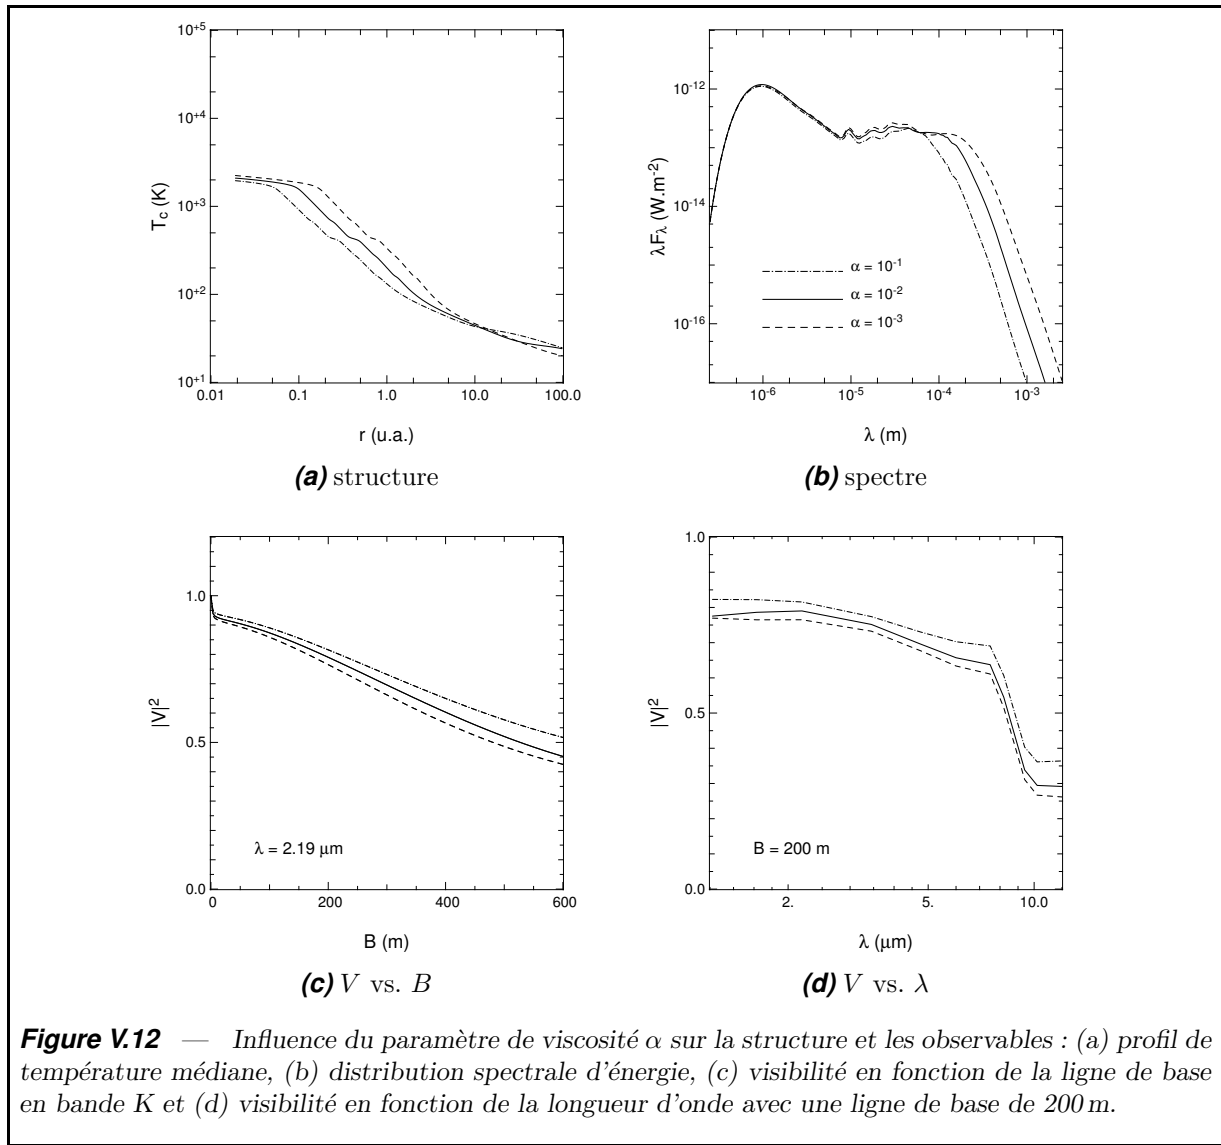 10+5
10+4
10+3
10+2
10+1
Tc (K)
0.01 0.1 1.0 10.0 100.0
r (u.a.)
(a) structure
10-12
10-14
10-16
λFλ (W.m-2)
α = 10-1
α = 10-2
α = 10-3
10-6 10-5 10-4 10-3
λ (m)
(b) spectre
1.0
0.5
0.0
|V|2
λ = 2.19 μm
0 200 400 600
B (m)
(c) V vs. B
1.0
0.5
0.0
|V|2
B = 200 m
2. 5. 10.0
λ (μm)
(d) V vs. λ
Figure V.12 — Influence du paramètre de viscosité α sur la structure et les observables : (a) profil de
température médiane, (b) distribution spectrale d'énergie, (c) visibilité en fonction de la ligne de base
en bande K et (d) visibilité en fonction de la longueur d'onde avec une ligne de base de 200 m.